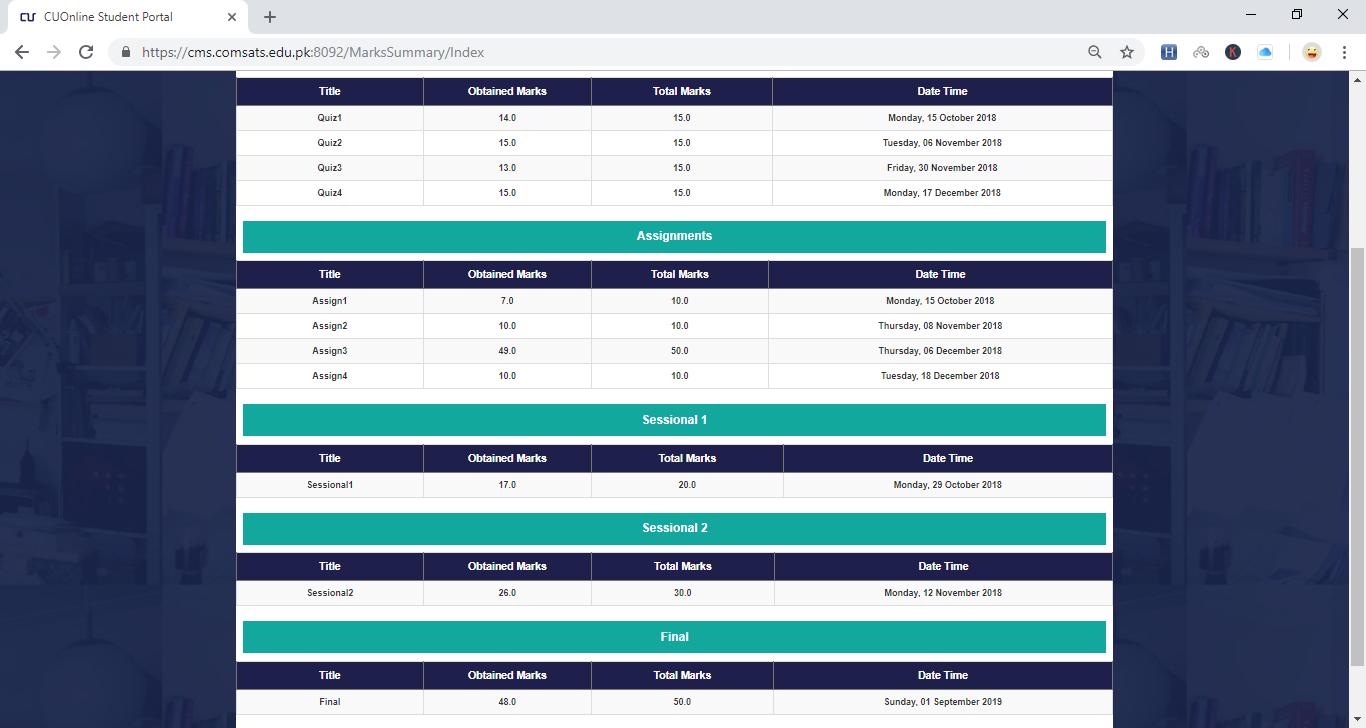 CUOnline Student Portal
https://cms.comsats.edu.pk:8092/MarksSummary/Index
Title Obtained Marks Total Marks Date Time
Quiz1 14.0 15.0 Monday, 15 October 2018
Quiz2 15.0 15.0 Tuesday, 06 November 2018
Quiz3 13.0 15.0 Friday, 30 November 2018
Quiz4 15.0 15.0 Monday, 17 December 2018
Assignments
Title Obtained Marks Total Marks Date Time
Assign1 7.0 10.0 Monday, 15 October 2018
Assign2 10.0 10.0 Thursday, 08 November 2018
Assign3 49.0 50.0 Thursday, 06 December 2018
Assign4 10.0 10.0 Tuesday, 18 December 2018
Sessional 1
Title Obtained Marks Total Marks Date Time
Sessional1 17.0 20.0 Monday, 29 October 2018
Sessional 2
Title Obtained Marks Total Marks Date Time
Sessional2 26.0 30.0 Monday, 12 November 2018
Final
Title Obtained Marks Total Marks Date Time
Final 48.0 50.0 Sunday, 01 September 2019